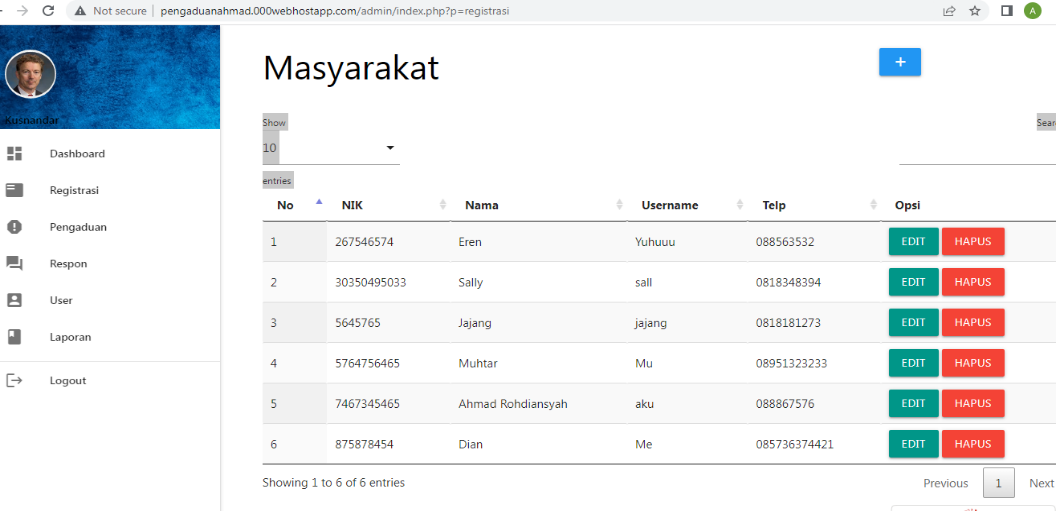 Not secure | pengaduanahmad.000webhostapp.com/admin/index.php?p=registrasi
A
Kusnandar
Dashboard
Registrasi
Pengaduan
Respon
User
Laporan
Logout
Masyarakat
+
Show
10
entries
Sear
No NIK Nama Username Telp Opsi
1 267546574 Eren Yuhuuu 088563532 EDIT HAPUS
2 30350495033 Sally sall 0818348394 EDIT HAPUS
3 5645765 Jajang jajang 0818181273 EDIT HAPUS
4 5764756465 Muhtar Mu 08951323233 EDIT HAPUS
5 7467345465 Ahmad Rohdiansyah aku 088867576 EDIT HAPUS
6 875878454 Dian Me 085736374421 EDIT HAPUS
Showing 1 to 6 of 6 entries
Previous 1 Next